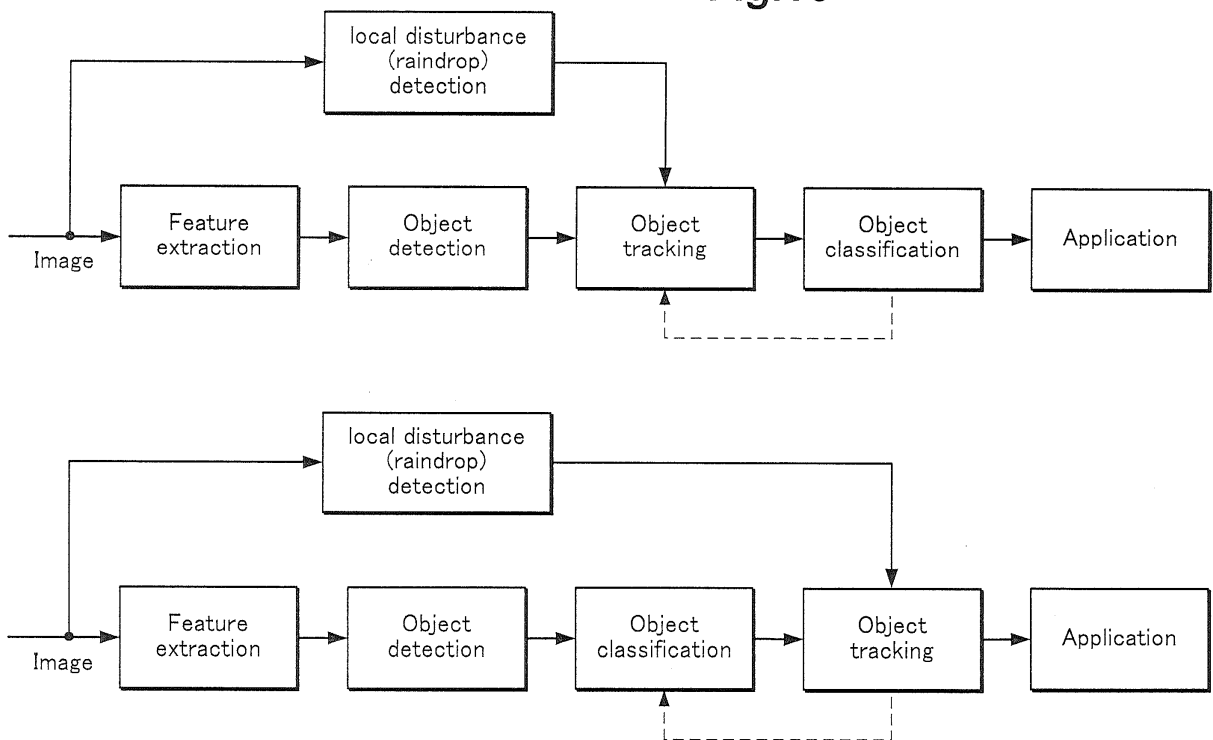 local disturbance
(raindrop)
detection
Feature
extraction
Object
detection
Object
tracking
Object
classification
Application
Image
local disturbance
(raindrop)
detection
Feature
extraction
Object
detection
Object
classification
Object
tracking
Application
Image